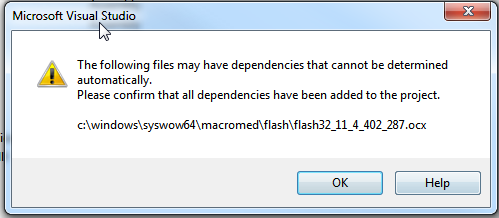 Microsoft Visual Studio
The following files may have dependencies that cannot be determined
automatically.
Please confirm that all dependencies have been added to the project.
c:\windows\syswow64\macromed\flash\flash32_11_4_402_287.ocx
OK
Help